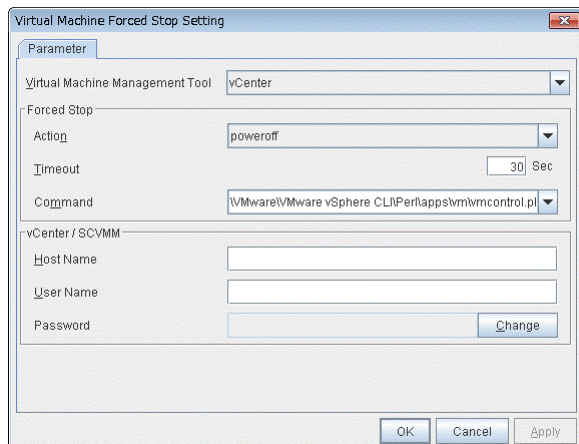 Virtual Machine Forced Stop Setting
Parameter
Virtual Machine Management Tool vCenter
Forced Stop
Action poweroff
Timeout 30 Sec
Command \VMware\VMware vSphere CLI\Perl\apps\vm\vmcontrol.pl
vCenter / SCVMM
Host Name
User Name
Password Change
OK Cancel Apply